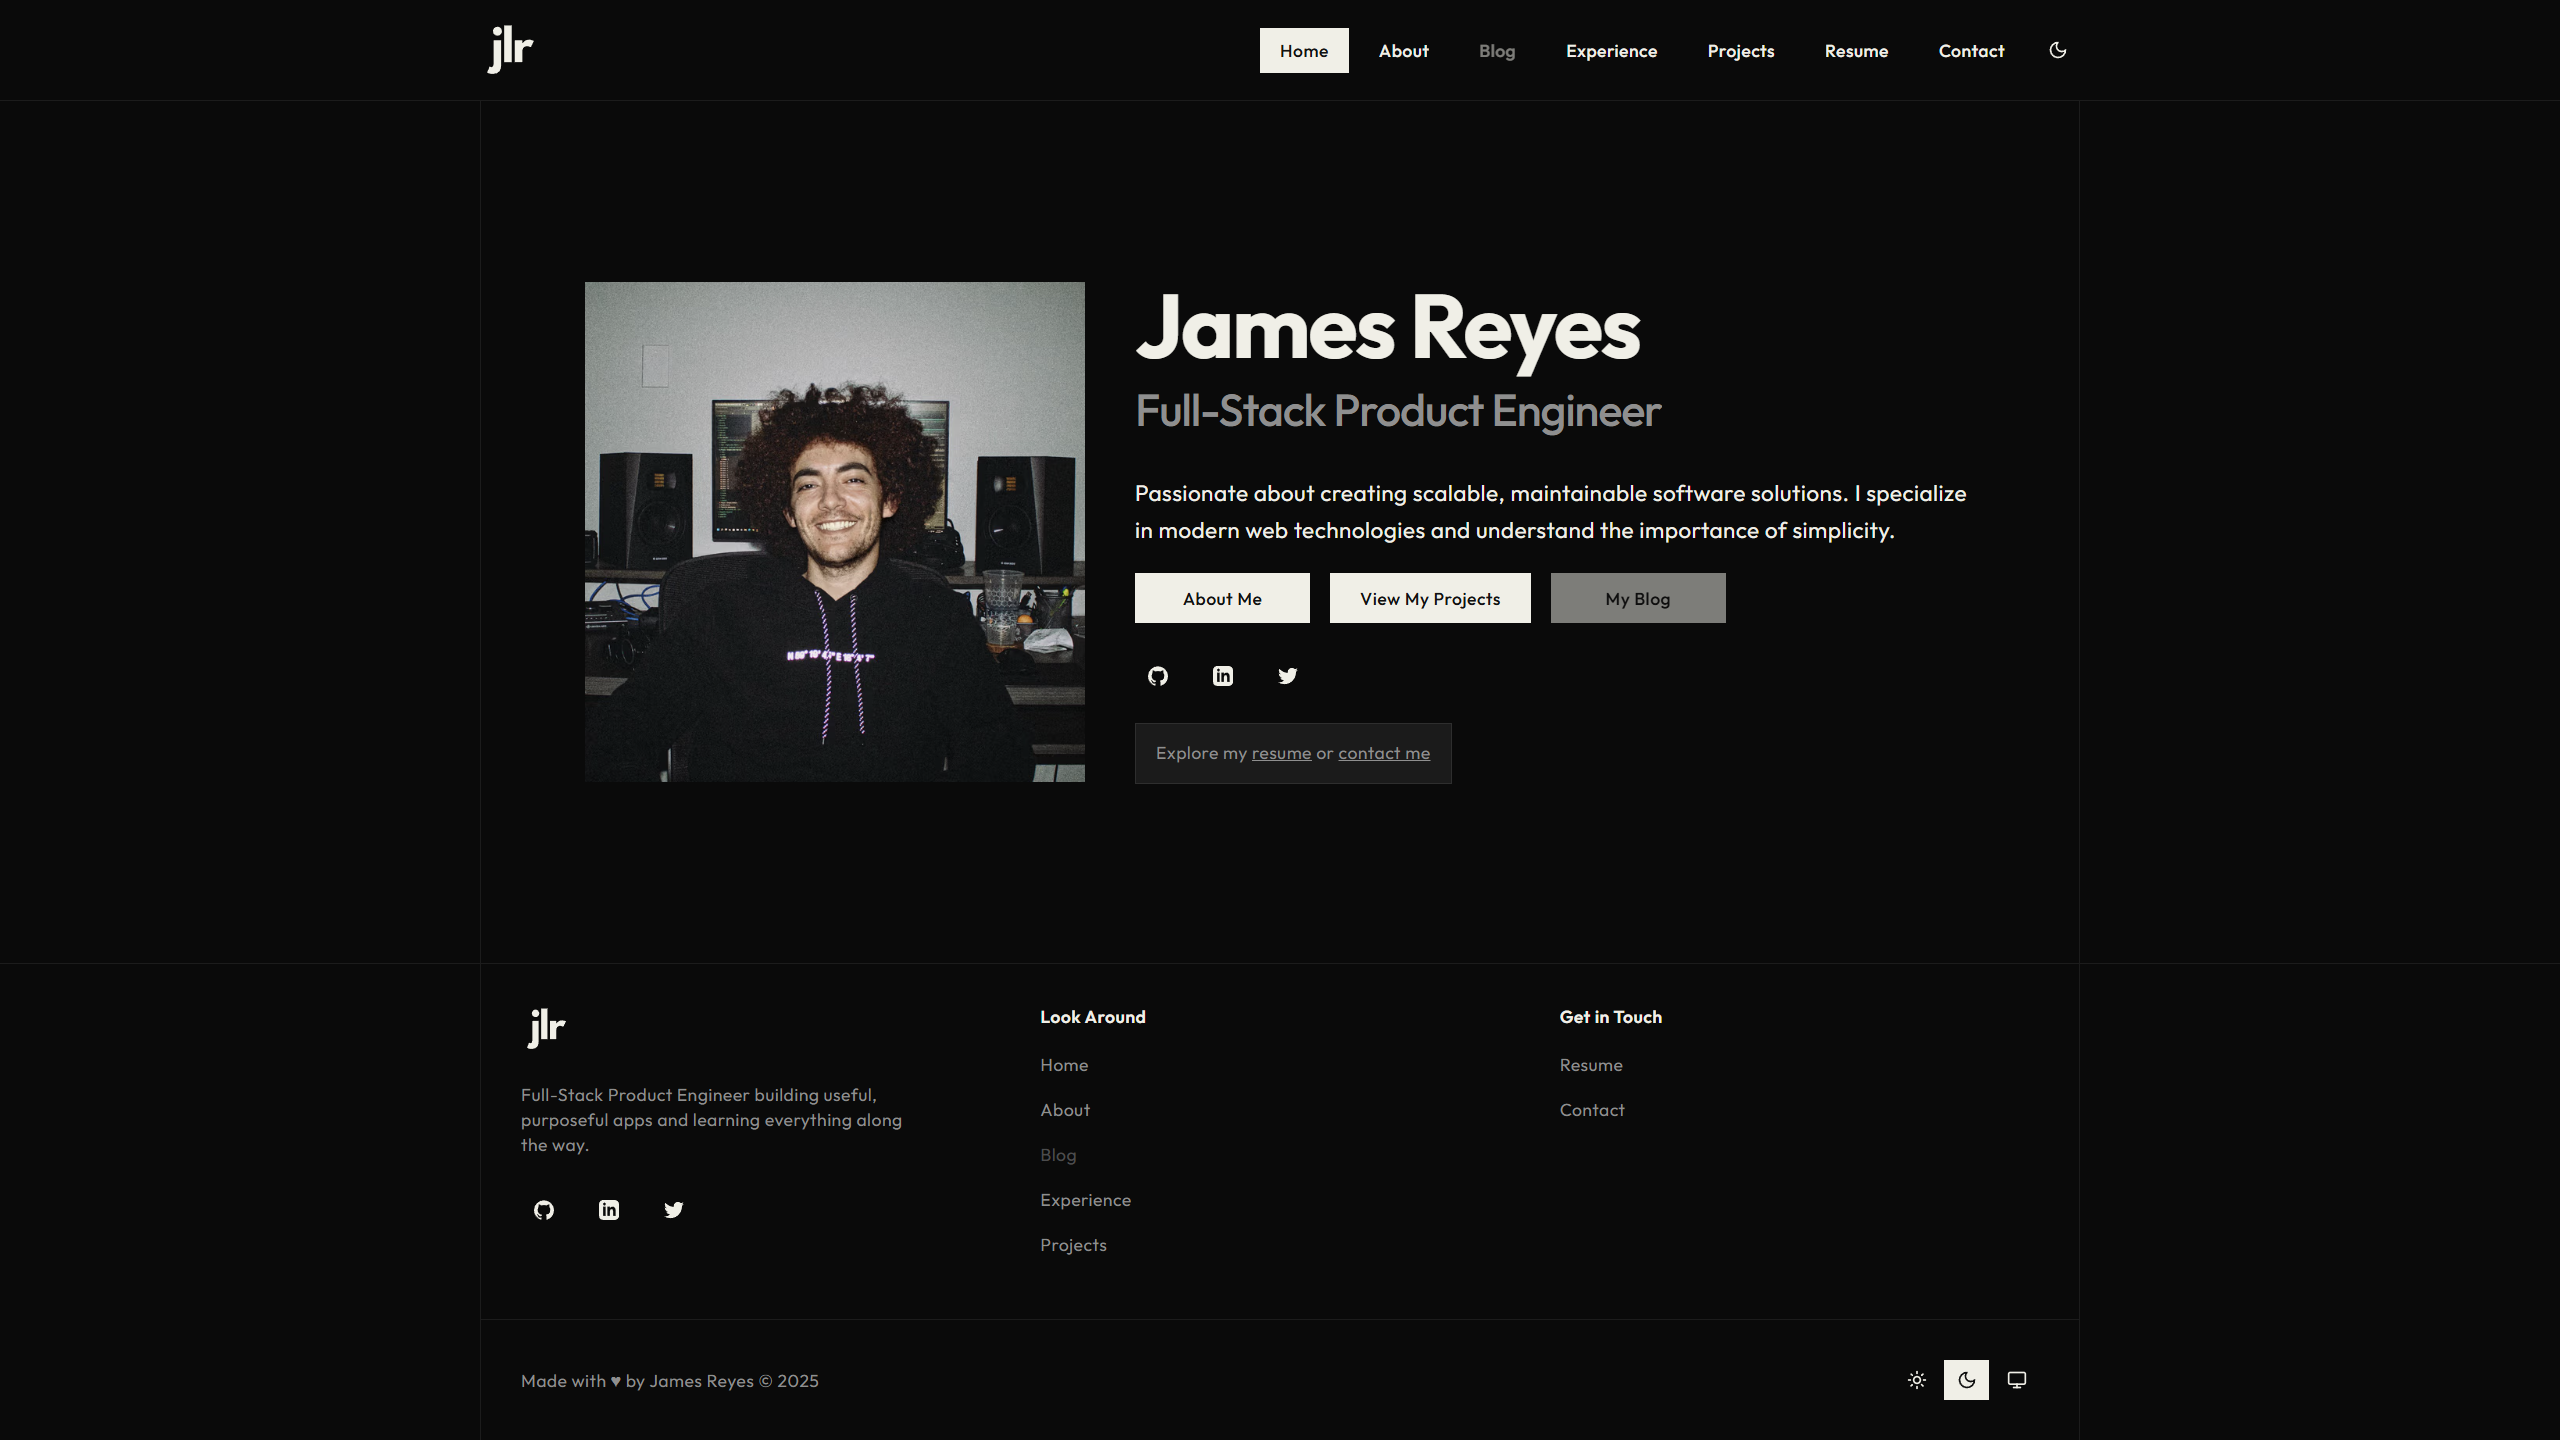 jlr
Home About Blog Experience Projects Resume Contact
James Reyes
Full-Stack Product Engineer
Passionate about creating scalable, maintainable software solutions. I specialize
in modern web technologies and understand the importance of simplicity.
About Me View My Projects My Blog
Explore my resume or contact me
jlr
Full-Stack Product Engineer building useful,
purposeful apps and learning everything along
the way.
Look Around
Home
About
Blog
Experience
Projects
Get in Touch
Resume
Contact
Made with ♥ by James Reyes © 2025